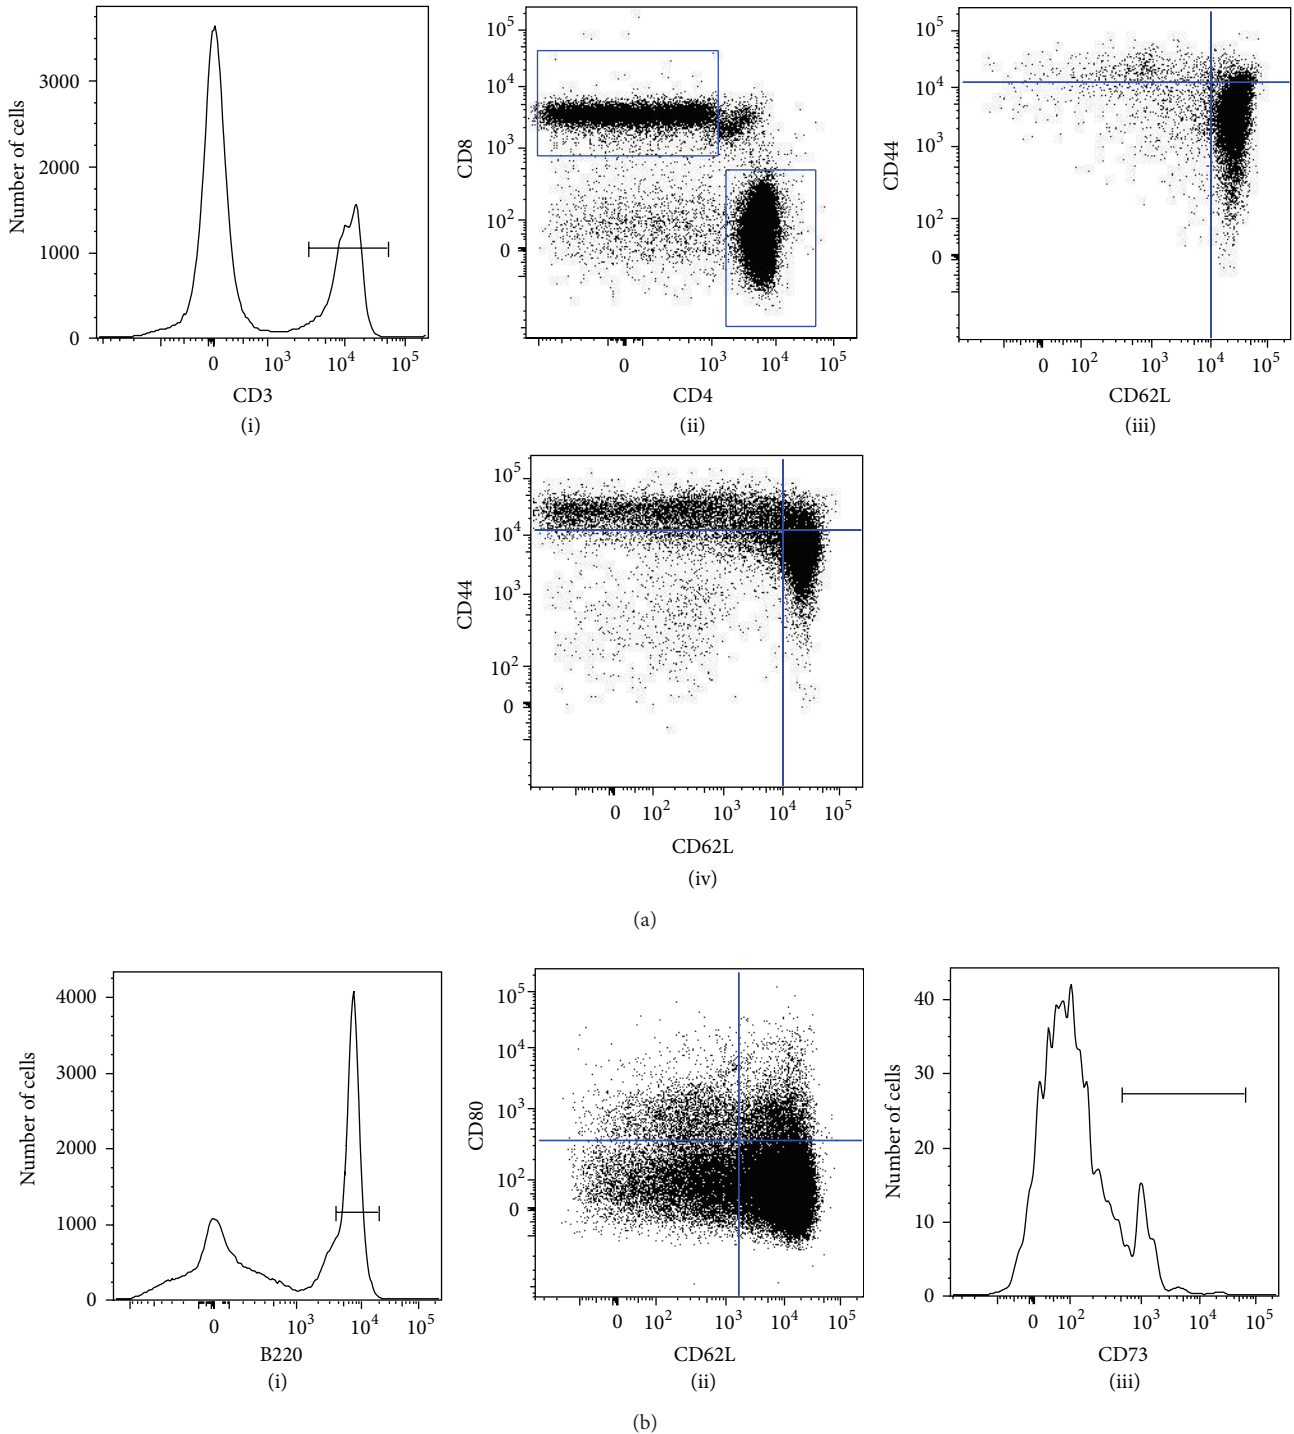 Number of cells
3000
2000
1000
0
0 10³ 10⁴ 10⁵
CD3
(i)
CD8
10⁵
10⁴
10³
10²
0
0 10³ 10⁴ 10⁵
CD4
(ii)
CD44
10⁵
10⁴
10³
10²
0
0 10² 10³ 10⁴ 10⁵
CD62L
(iii)
CD44
10⁵
10⁴
10³
10²
0
0 10² 10³ 10⁴ 10⁵
CD62L
(iv)
(a)
Number of cells
4000
3000
2000
1000
0
0 10³ 10⁴ 10⁵
B220
(i)
CD80
10⁵
10⁴
10³
10²
0
0 10² 10³ 10⁴ 10⁵
CD62L
(ii)
Number of cells
40
30
20
10
0
0 10² 10³ 10⁴ 10⁵
CD73
(iii)
(b)